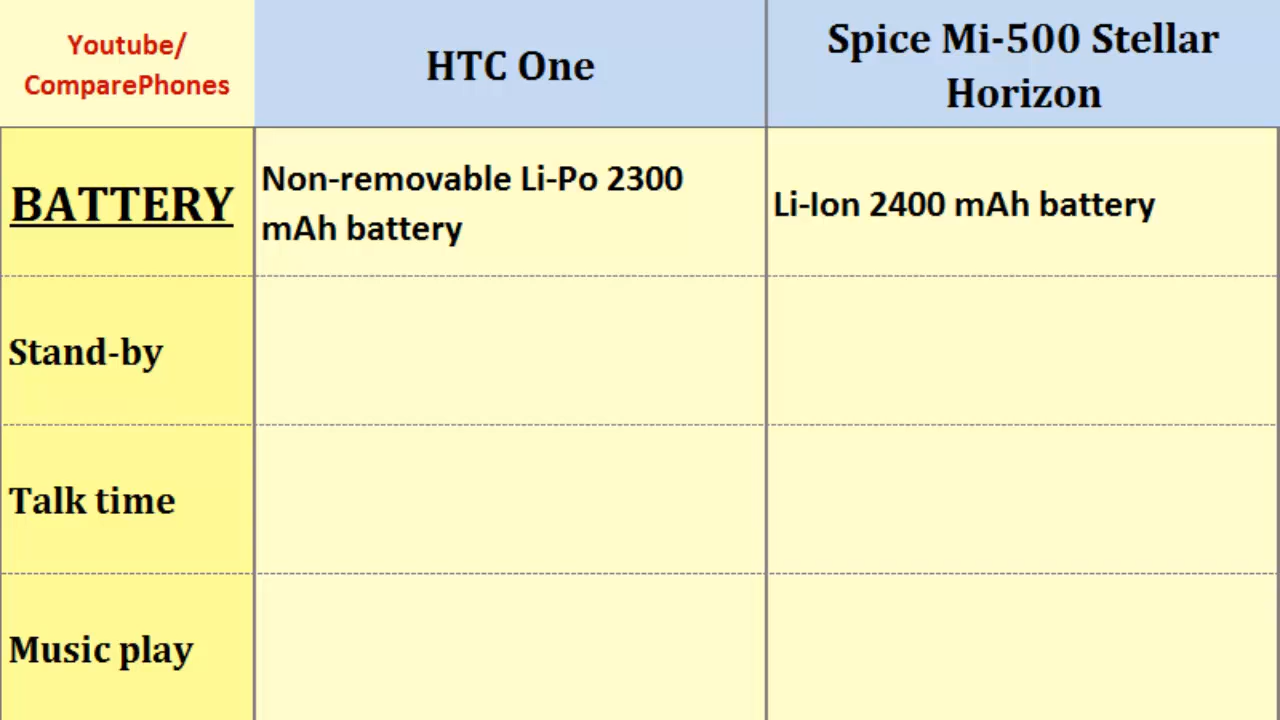 Youtube/
ComparePhones
HTC One
Spice Mi-500 Stellar
Horizon
BATTERY
Non-removable Li-Po 2300
mAh battery
Li-Ion 2400 mAh battery
Stand-by
Talk time
Music play